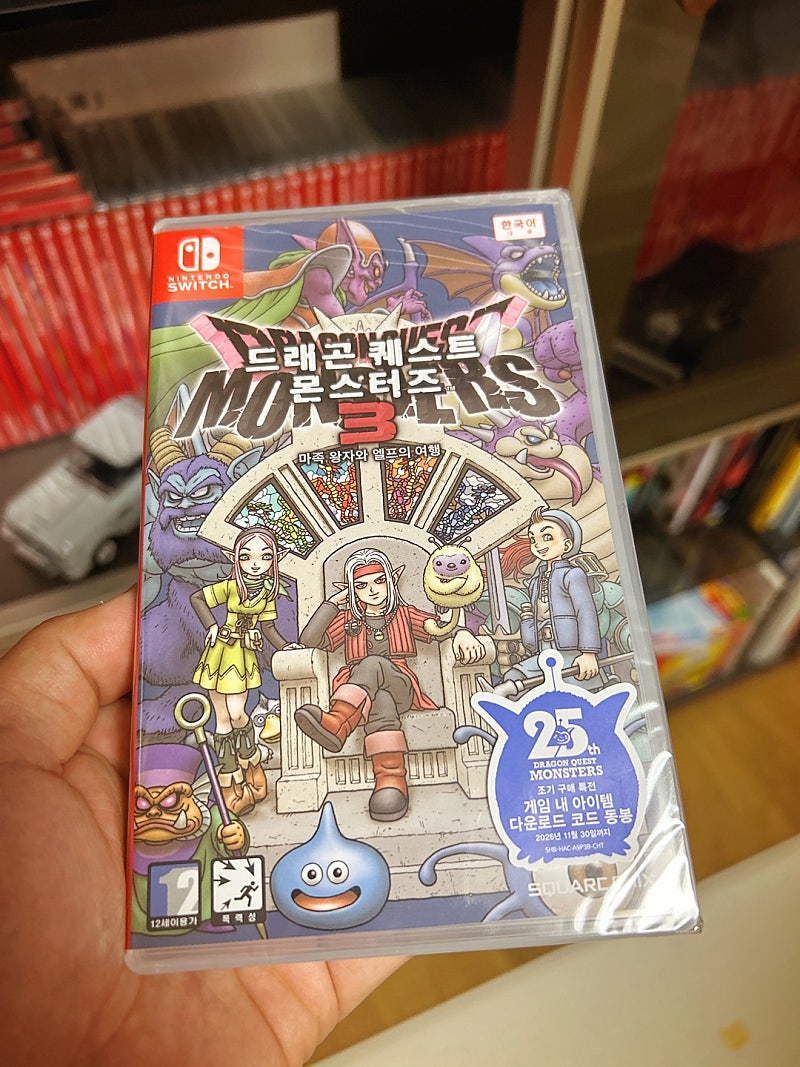 한국어
NINTENDO
SWITCH
DRAGON QUEST
드래곤 퀘스트
MONSTERS
몬스터즈
3
마족 왕자와 엘프의 여행
25th
DRAGON QUEST
MONSTERS
조기 구매 특전
게임 내 아이템
다운로드 코드 동봉
2026년 11월 30일까지
SHB-HAC-A9P3B-CHT
SQUARE ENIX
12
12세이용가
폭력성